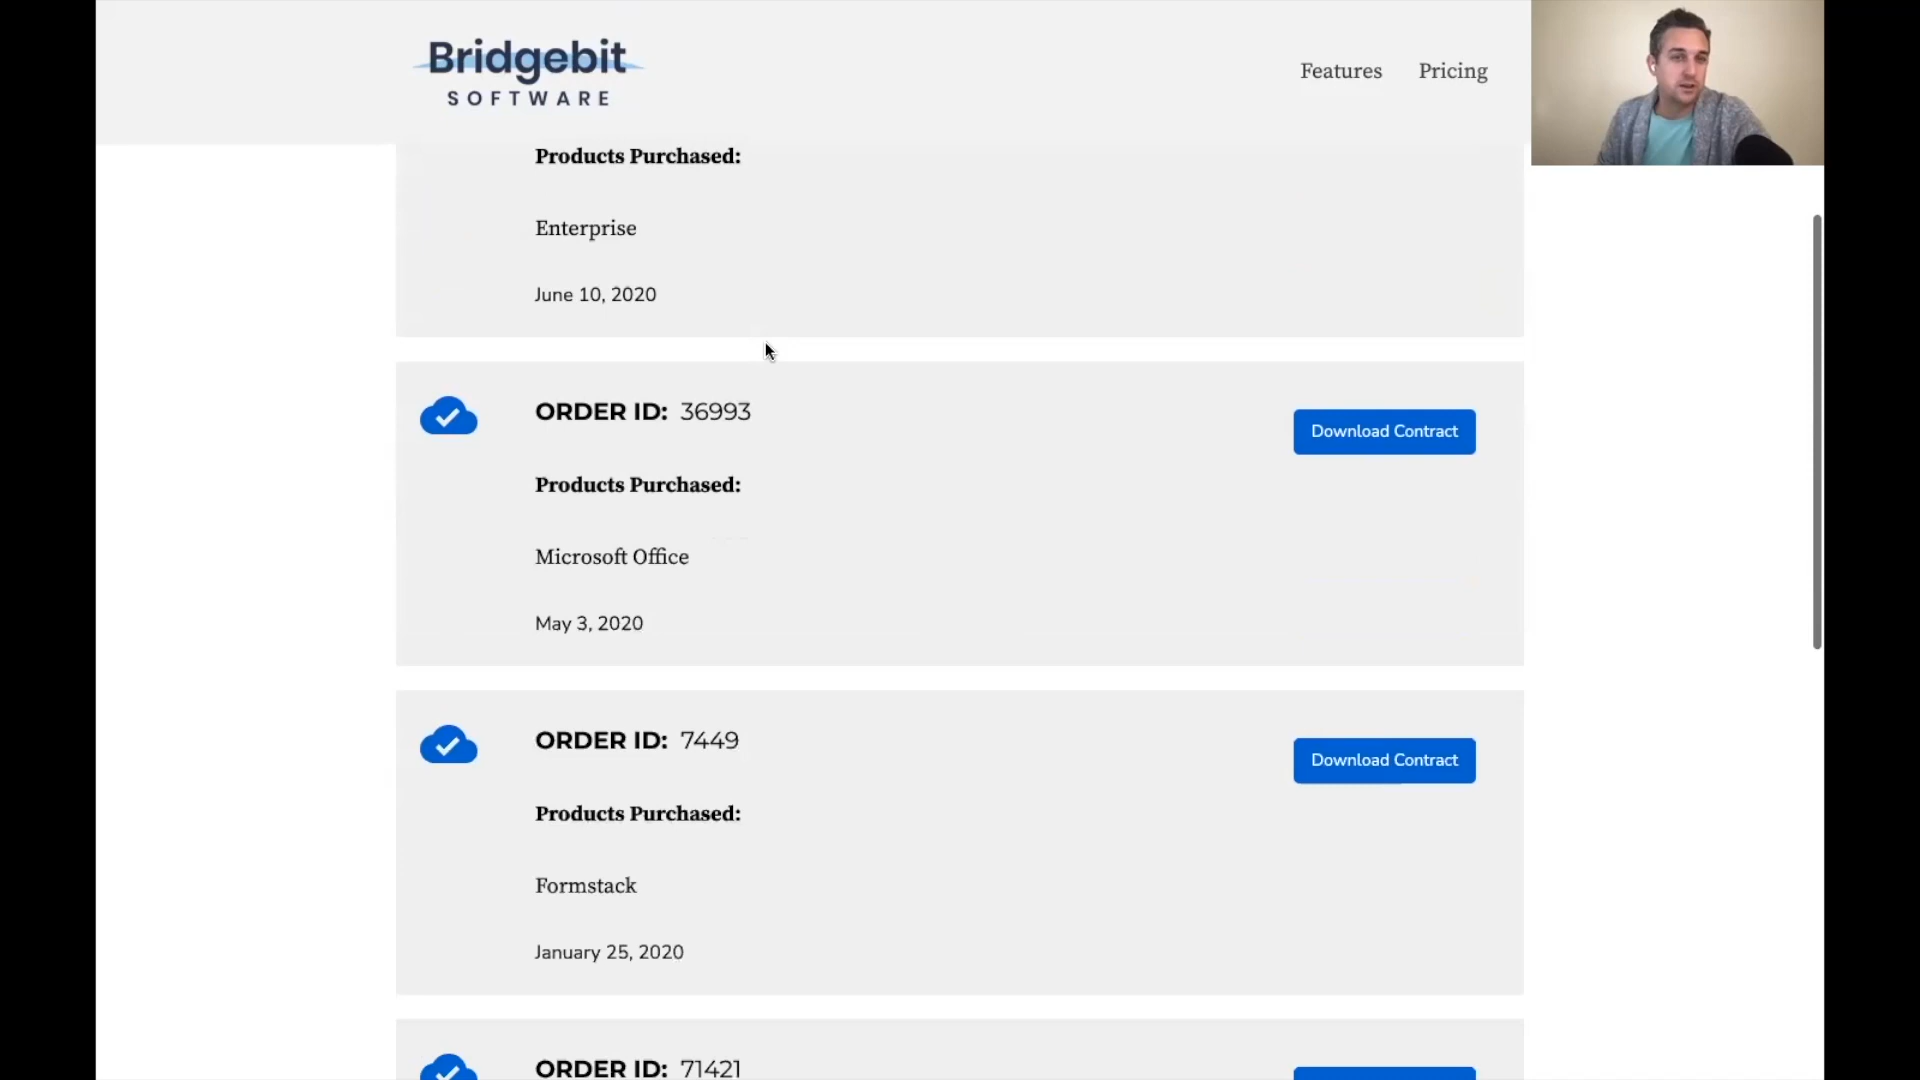 Bridgebit
SOFTWARE
Features
Pricing
Products Purchased:
Enterprise
June 10, 2020
ORDER ID: 36993
Download Contract
Products Purchased:
Microsoft Office
May 3, 2020
ORDER ID: 7449
Download Contract
Products Purchased:
Formstack
January 25, 2020
ORDER ID: 71421